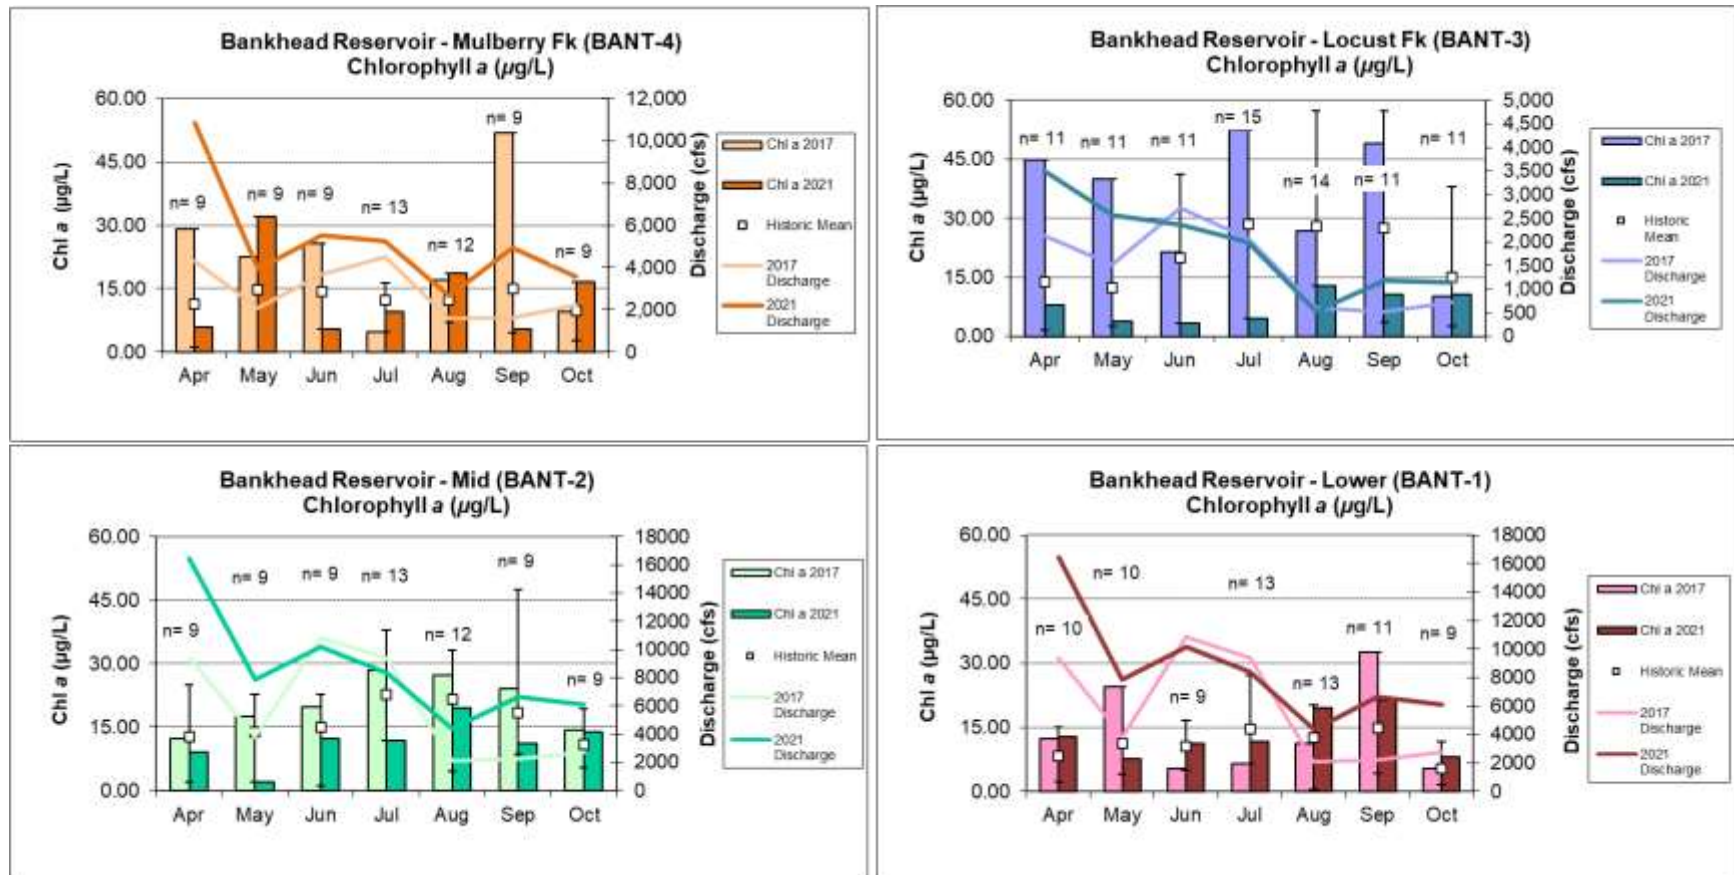 Bankhead Reservoir - Mulberry Fk (BANT-4)
Chlorophyll a (µg/L)
60.00
45.00
30.00
15.00
0.00
Chl a (µg/L)
n= 9
n= 9
n= 9
n= 13
n= 12
n= 9
n= 9
12,000
10,000
8,000
6,000
4,000
2,000
0
Discharge (cfs)
Apr May Jun Jul Aug Sep Oct
Chl a 2017
Chl a 2021
Historic Mean
2017
Discharge
2021
Discharge
Bankhead Reservoir - Locust Fk (BANT-3)
Chlorophyll a (µg/L)
60.00
45.00
30.00
15.00
0.00
Chl a (µg/L)
n= 11
n= 11
n= 11
n= 15
n= 14
n= 11
n= 11
5,000
4,500
4,000
3,500
3,000
2,500
2,000
1,500
1,000
500
0
Discharge (cfs)
Apr May Jun Jul Aug Sep Oct
Chl a 2017
Chl a 2021
Historic
Mean
2017
Discharge
2021
Discharge
Bankhead Reservoir - Mid (BANT-2)
Chlorophyll a (µg/L)
60.00
45.00
30.00
15.00
0.00
Chl a (µg/L)
n= 9
n= 9
n= 9
n= 13
n= 12
n= 9
n= 9
18000
16000
14000
12000
10000
8000
6000
4000
2000
0
Discharge (cfs)
Apr May Jun Jul Aug Sep Oct
Chl a 2017
Chl a 2021
Historic Mean
2017
Discharge
2021
Discharge
Bankhead Reservoir - Lower (BANT-1)
Chlorophyll a (µg/L)
60.00
45.00
30.00
15.00
0.00
Chl a (µg/L)
n= 10
n= 10
n= 9
n= 13
n= 13
n= 11
n= 9
18000
16000
14000
12000
10000
8000
6000
4000
2000
0
Discharge (cfs)
Apr May Jun Jul Aug Sep Oct
Chl a 2017
Chl a 2021
Historic Mean
2017
Discharge
2021
Discharge